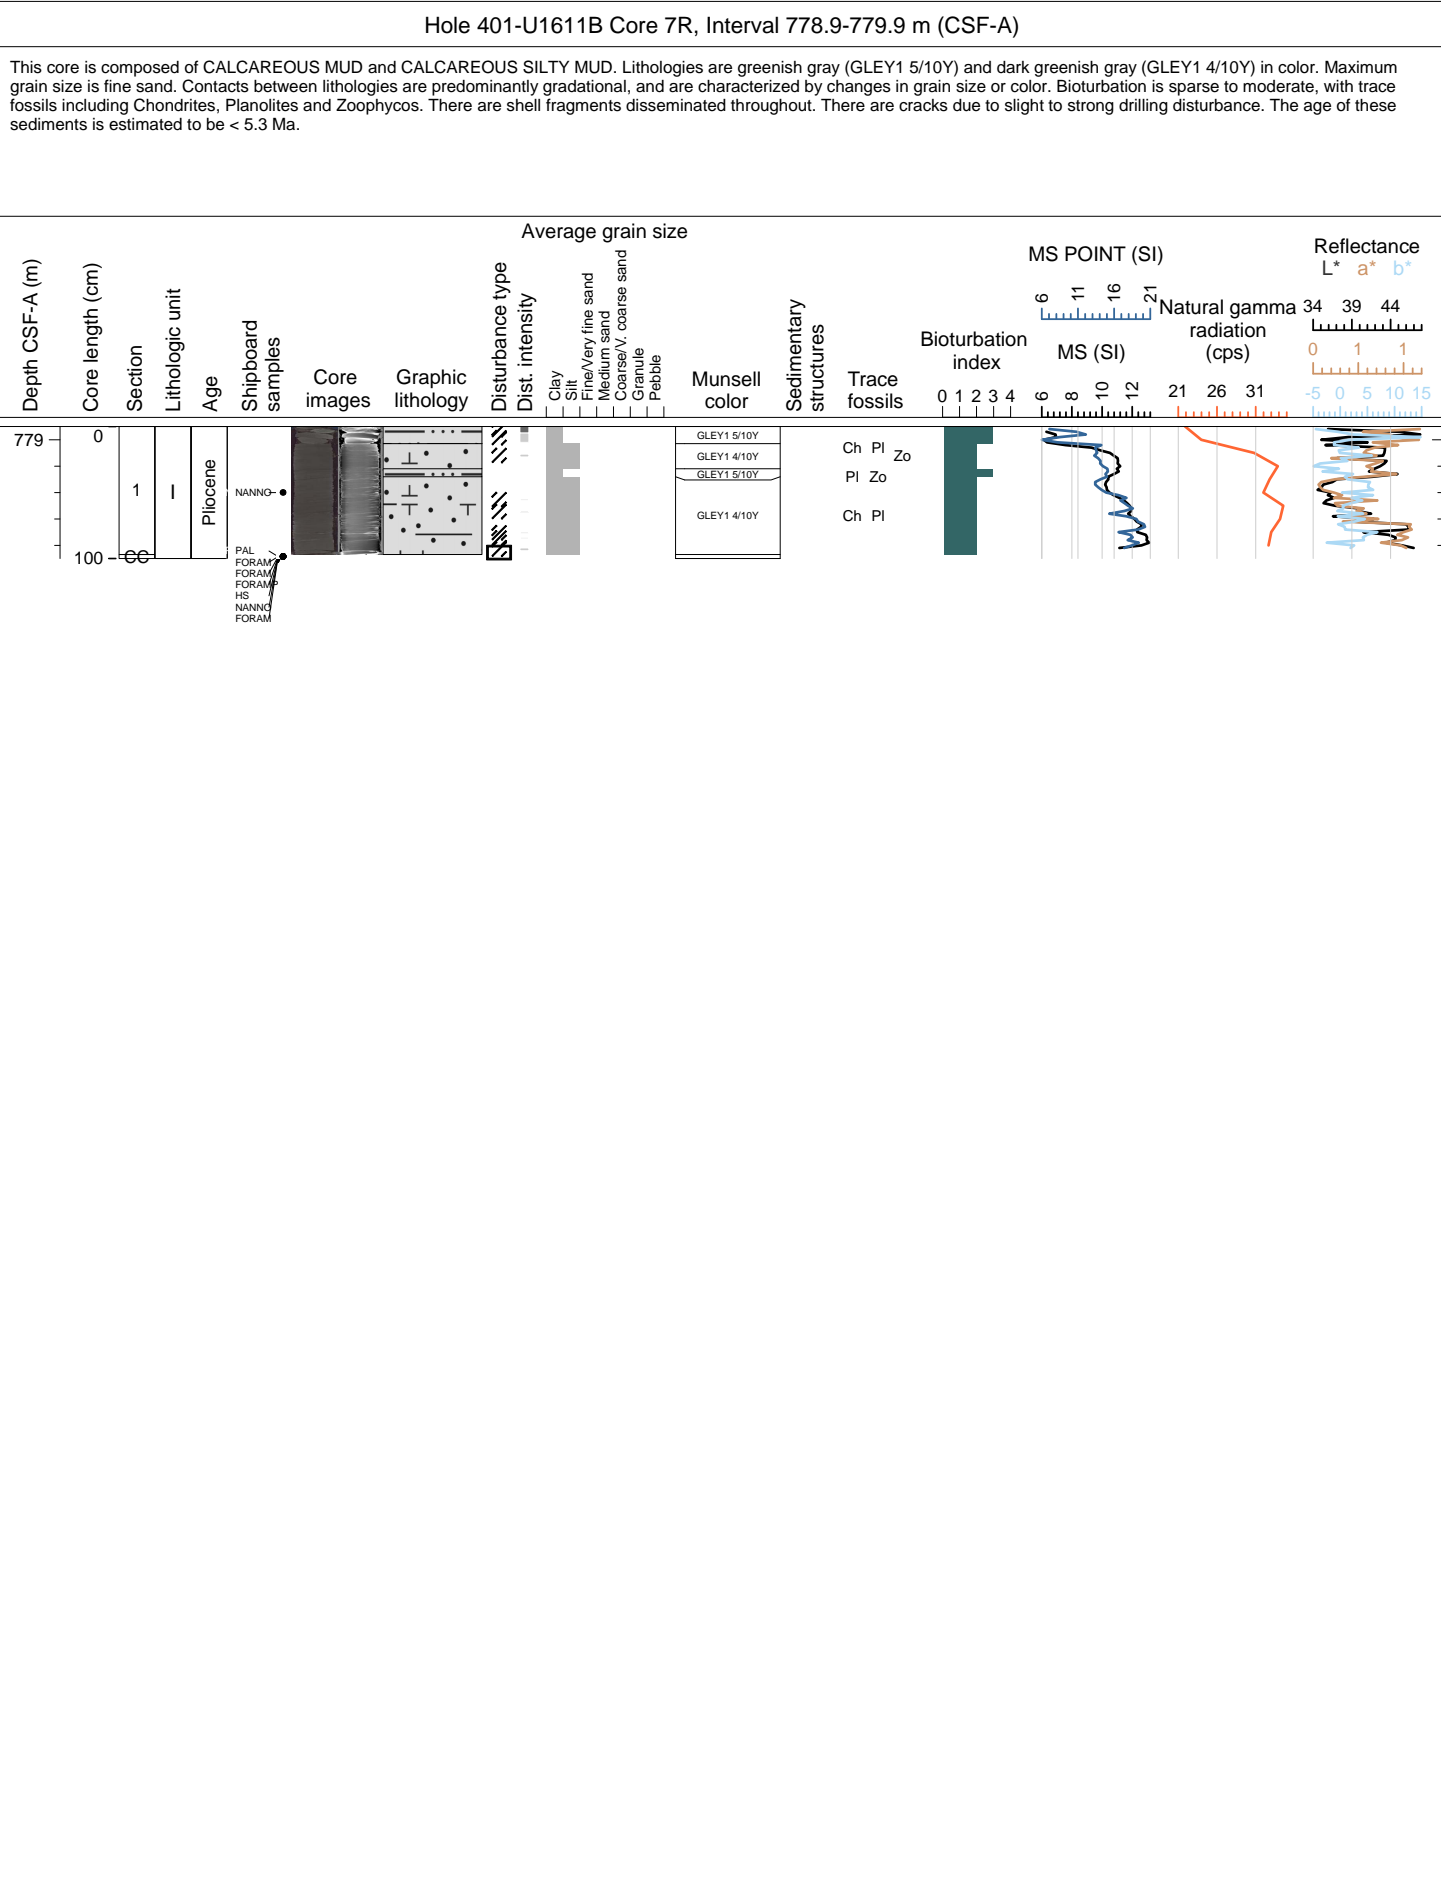 Hole 401-U1611B Core 7R, Interval 778.9-779.9 m (CSF-A)
This core is composed of CALCAREOUS MUD and CALCAREOUS SILTY MUD. Lithologies are greenish gray (GLEY1 5/10Y) and dark greenish gray (GLEY1 4/10Y) in color. Maximum
grain size is fine sand. Contacts between lithologies are predominantly gradational, and are characterized by changes in grain size or color. Bioturbation is sparse to moderate, with trace
fossils including Chondrites, Planolites and Zoophycos. There are shell fragments disseminated throughout. There are cracks due to slight to strong drilling disturbance. The age of these
sediments is estimated to be < 5.3 Ma.
Depth CSF-A (m)
Core length (cm)
Section
Lithologic unit
Age
Shipboard
samples
Core
images
Graphic
lithology
Disturbance type
Dist. intensity
Average grain size
Clay
Silt
Fine/Very fine sand
Medium sand
Coarse/V. coarse sand
Granule
Pebble
Munsell
color
Sedimentary
structures
Trace
fossils
Bioturbation
index
0 1 2 3 4
MS POINT (SI)
6 11 16 21
MS (SI)
6 8 10 12
Natural gamma
radiation
(cps)
21 26 31
Reflectance
L* a* b*
34 39 44
0 1 1
-5 0 5 10 15
779
0
100
1
CC
I
Pliocene
NANNO
PAL
FORAM
FORAM
FORAMP
HS
NANNO
FORAM
GLEY1 5/10Y
GLEY1 4/10Y
GLEY1 5/10Y
GLEY1 4/10Y
Ch Pl
Zo
Pl Zo
Ch Pl